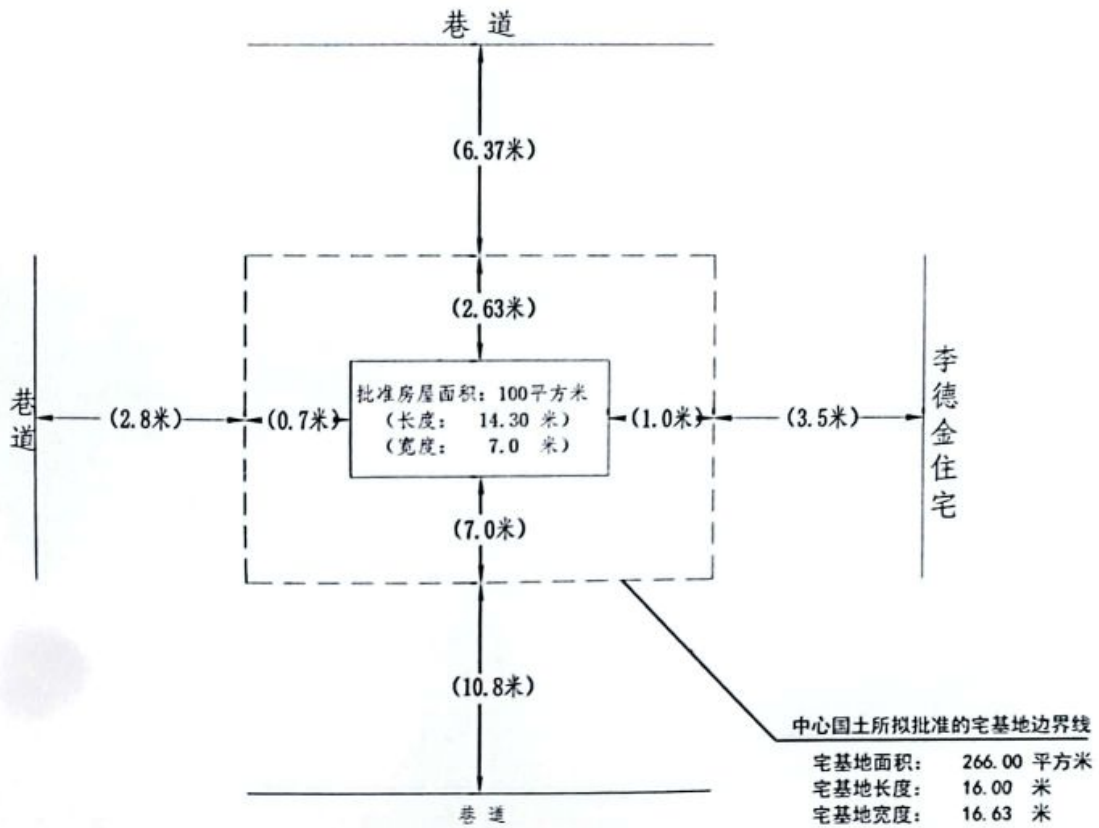 巷道
(6.37米)
(2.63米)
批准房屋面积：100平方米
（长度： 14.30 米）
（宽度： 7.0 米）
巷道
(2.8米)
(0.7米)
(1.0米)
(3.5米)
李德金住宅
(7.0米)
(10.8米)
巷道
中心国土所拟批准的宅基地边界线
宅基地面积： 266.00 平方米
宅基地长度： 16.00 米
宅基地宽度： 16.63 米